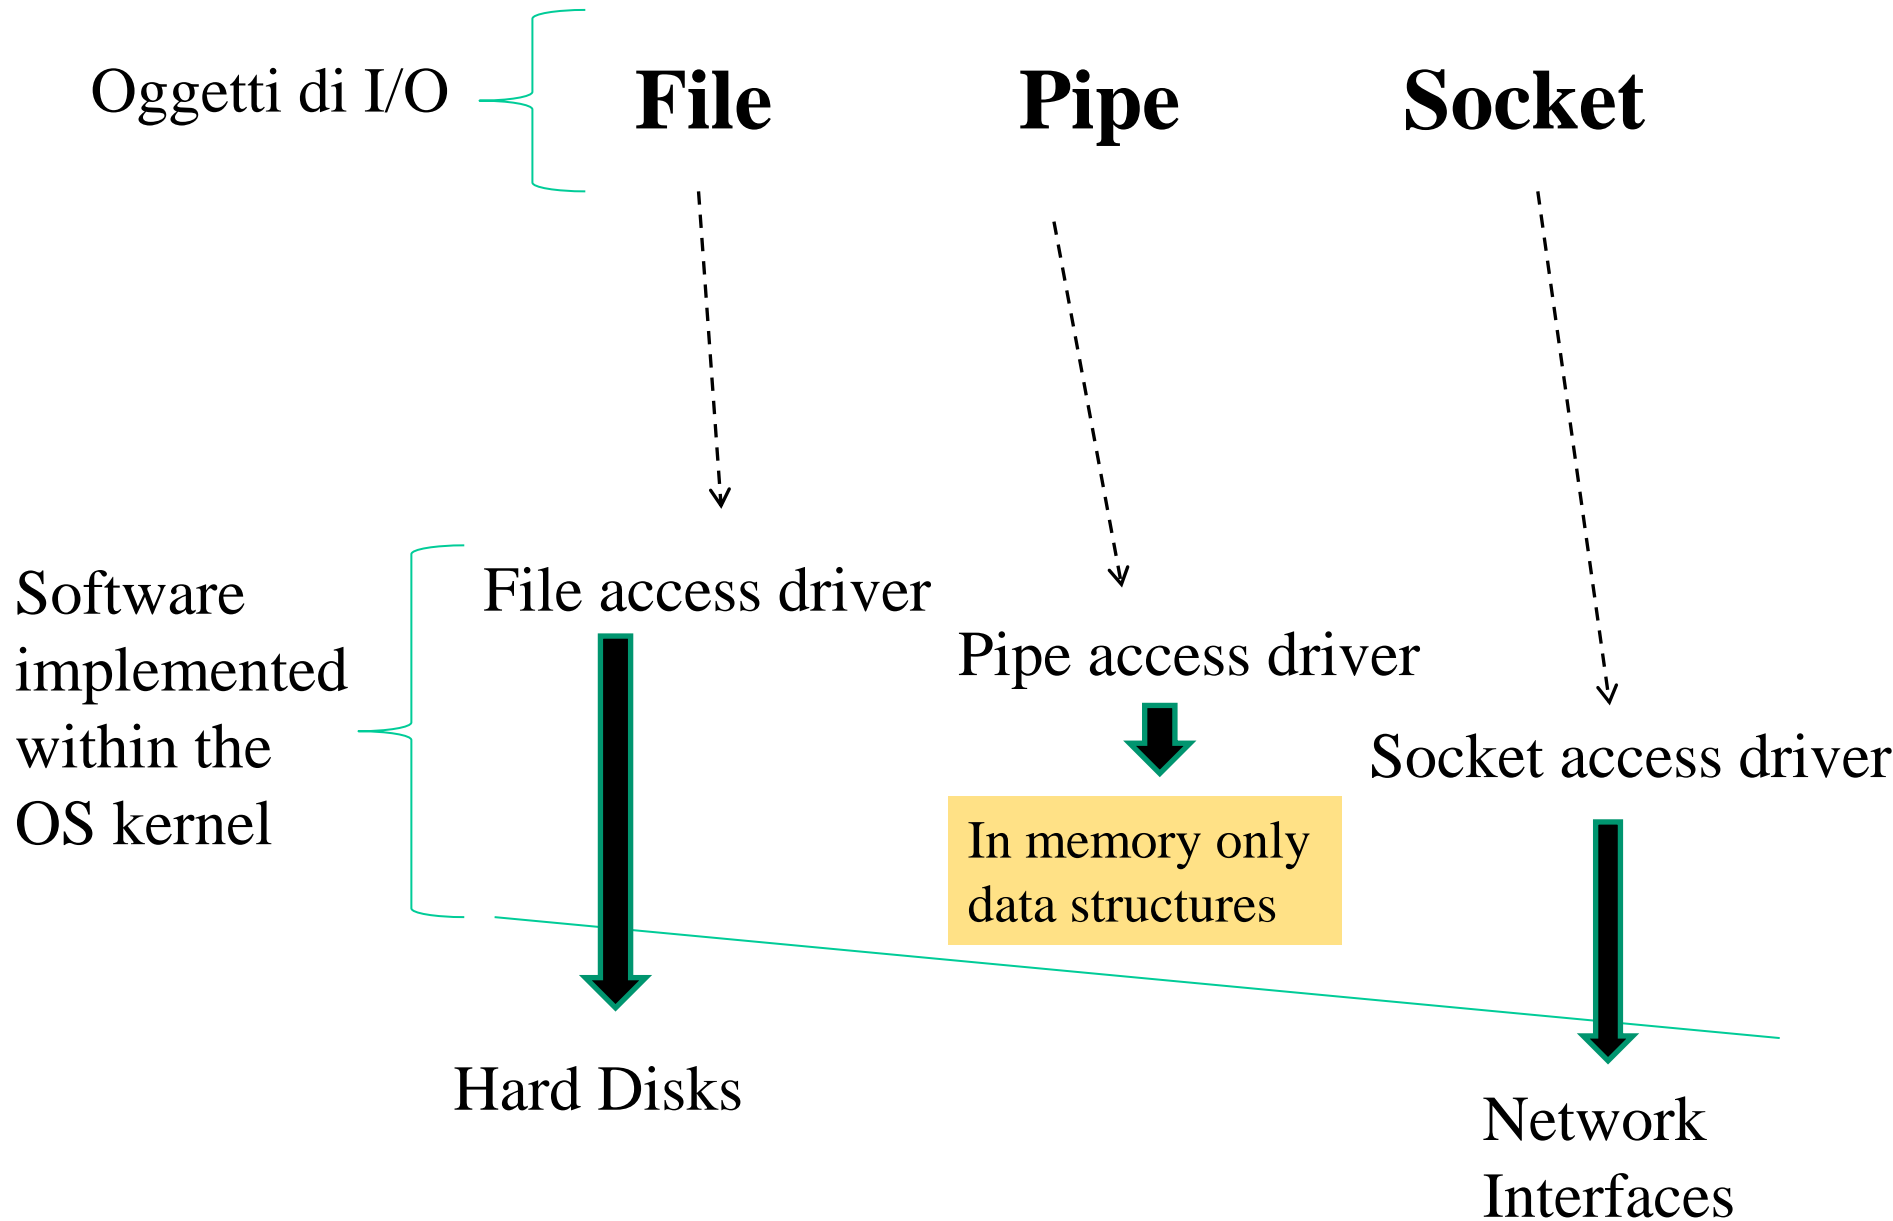 Oggetti di I/O
File
Pipe
Socket
Software
implemented
within the
OS kernel
File access driver
Pipe access driver
Socket access driver
In memory only
data structures
Hard Disks
Network
Interfaces